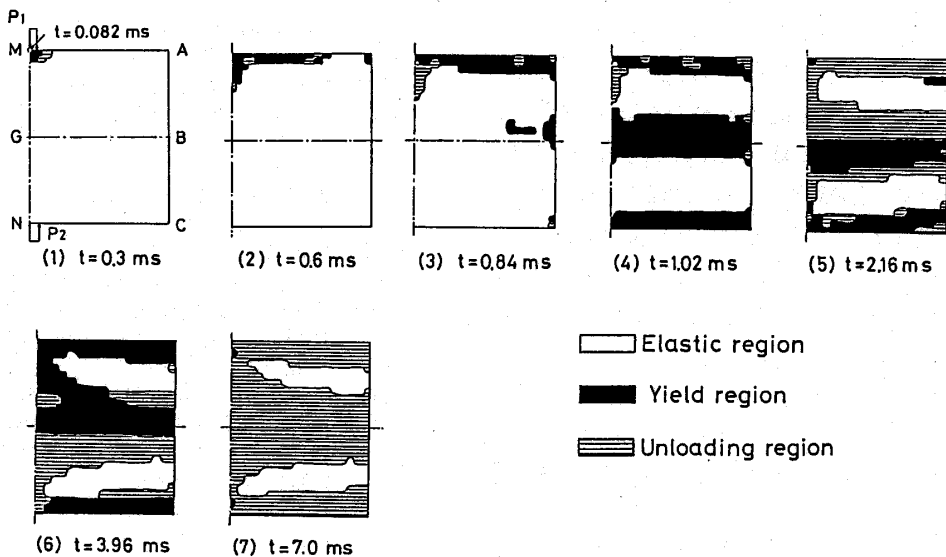 P1
t=0.082 ms
M
A
G
B
N
C
P2
(1) t=0.3 ms
(2) t=0.6 ms
(3) t=0.84 ms
(4) t=1.02 ms
(5) t=2.16 ms
(6) t=3.96 ms
(7) t=7.0 ms
Elastic region
Yield region
Unloading region